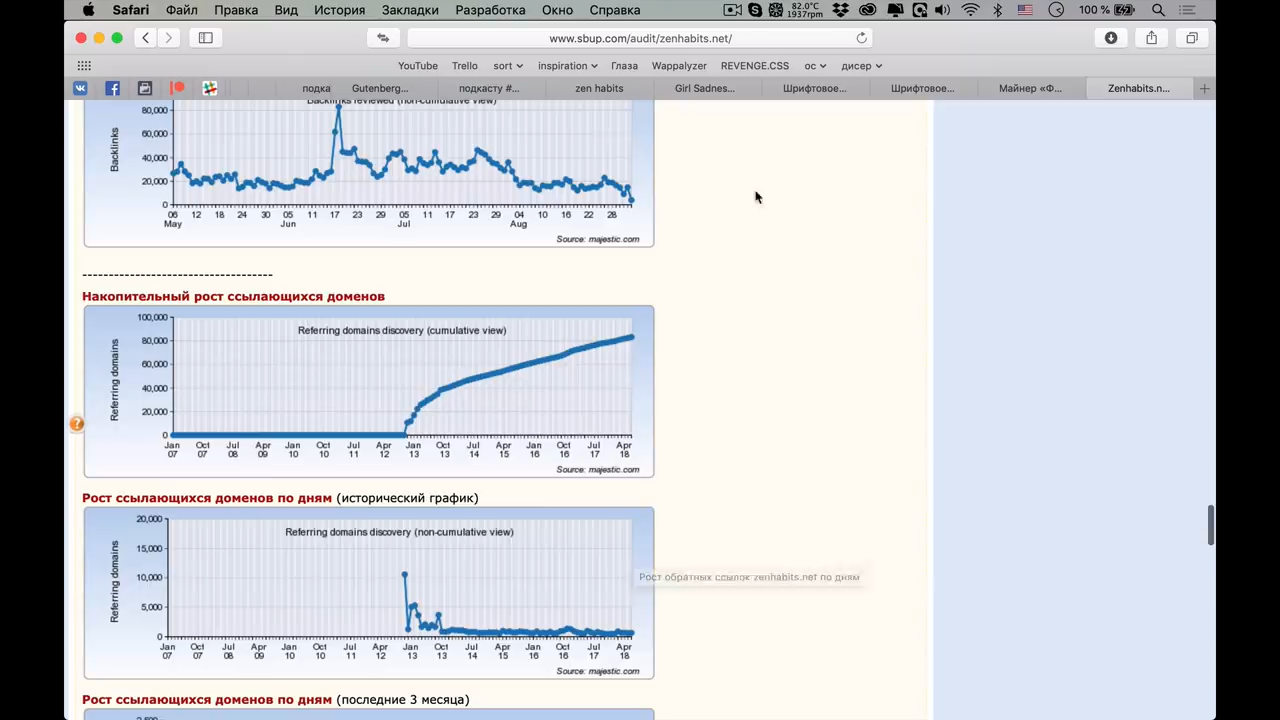 Safari Файл Правка Вид История Закладки Разработка Окно Справка 82.0°C 1937rpm 100 %
www.sbup.com/audit/zenhabits.net/
YouTube Trello sort inspiration Глаза Wappalyzer REVENGE.CSS ос дисер
подка Gutenberg... подкасту #... zen habits Girl Sadnes... Шрифтовое... Шрифтовое... Майнер «Ф... Zenhabits.n...
Backlinks reviewed (non-cumulative view)
Backlinks
80,000
60,000
40,000
20,000
0
06 12 18 24 30 05 11 17 23 29 05 11 17 23 29 04 10 16 22 28
May Jun Jul Aug
Source: majestic.com
-----------------------------------
Накопительный рост ссылающихся доменов
Referring domains discovery (cumulative view)
Referring domains
100,000
80,000
60,000
40,000
20,000
0
Jan Oct Jul Apr Jan Oct Jul Apr Jan Oct Jul Apr Jan Oct Jul Apr
07 07 08 09 10 10 11 12 13 13 14 15 16 16 17 18
Source: majestic.com
?
Рост ссылающихся доменов по дням (исторический график)
Referring domains discovery (non-cumulative view)
Referring domains
20,000
15,000
10,000
5,000
0
Jan Oct Jul Apr Jan Oct Jul Apr Jan Oct Jul Apr Jan Oct Jul Apr
07 07 08 09 10 10 11 12 13 13 14 15 16 16 17 18
Source: majestic.com
Рост обратных ссылок zenhabits.net по дням
Рост ссылающихся доменов по дням (последние 3 месяца)